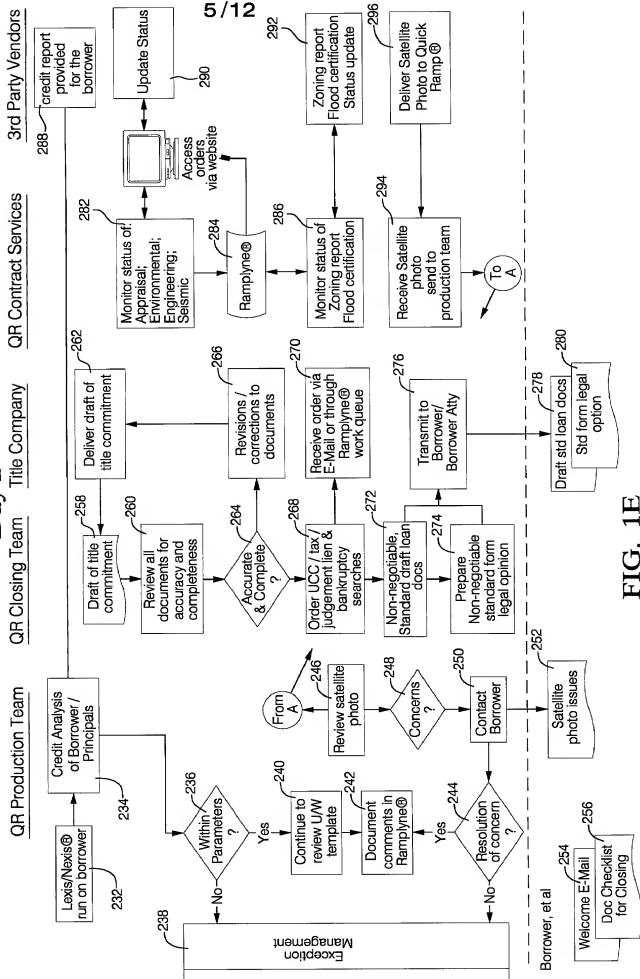 5/12
QR Production Team
QR Closing Team
Title Company
QR Contract Services
3rd Party Vendors
Lexis/Nexis®
run on borrower
232
Credit Analysis
of Borrower /
Principals
234
Within
Parameters
?
236
Yes
No
Exception
Management
238
Continue to
review U/W
template
240
Document
comments in
Ramplyne®
242
Yes
Resolution
of concern
?
244
No
From
A
Review satellite
photo
246
Concerns
?
248
Contact
Borrower
250
Satellite
photo issues
252
Borrower, et al
Welcome E-Mail
254
Doc Checklist
for Closing
256
Draft of title
commitment
258
Review all
documents for
accuracy and
completeness
260
Deliver draft of
title commitment
262
Accurate
& Complete
?
264
Revisions /
corrections to
documents
266
Order UCC / tax /
judgement lien &
bankruptcy
searches
268
Receive order via
E-Mail or through
Ramplyne®
work queue
270
Non-negotiable,
Standard draft loan
docs
272
Prepare
Non-negotiable
standard form
legal opinion
274
Transmit to
Borrower/
Borrower Atty
276
Draft std loan docs
278
Std form legal
option
280
Monitor status of
Appraisal;
Environmental;
Engineering;
Seismic
282
Ramplyne®
284
Access
orders
via website
Monitor status of
Zoning report
Flood certification
286
288
credit report
provided
for the
borrower
Update Status
290
292
Zoning report
Flood certification
Status update
294
Receive Satellite
photo
send to
production team
To
A
296
Deliver Satellite
Photo to Quick
Ramp®
FIG. 1E